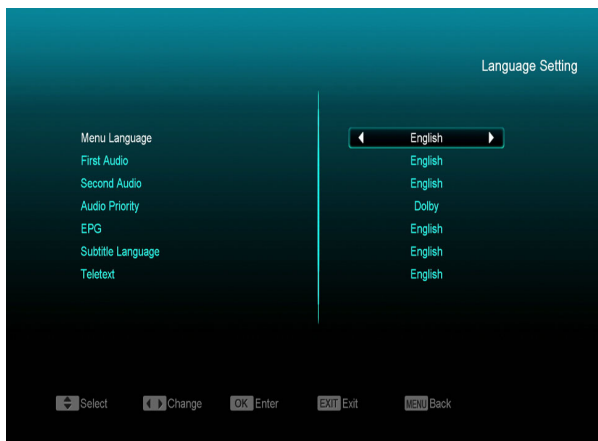 Language Setting
Menu Language English
First Audio English
Second Audio English
Audio Priority Dolby
EPG English
Subtitle Language English
Teletext English
Select Change OK Enter EXIT Exit MENU Back